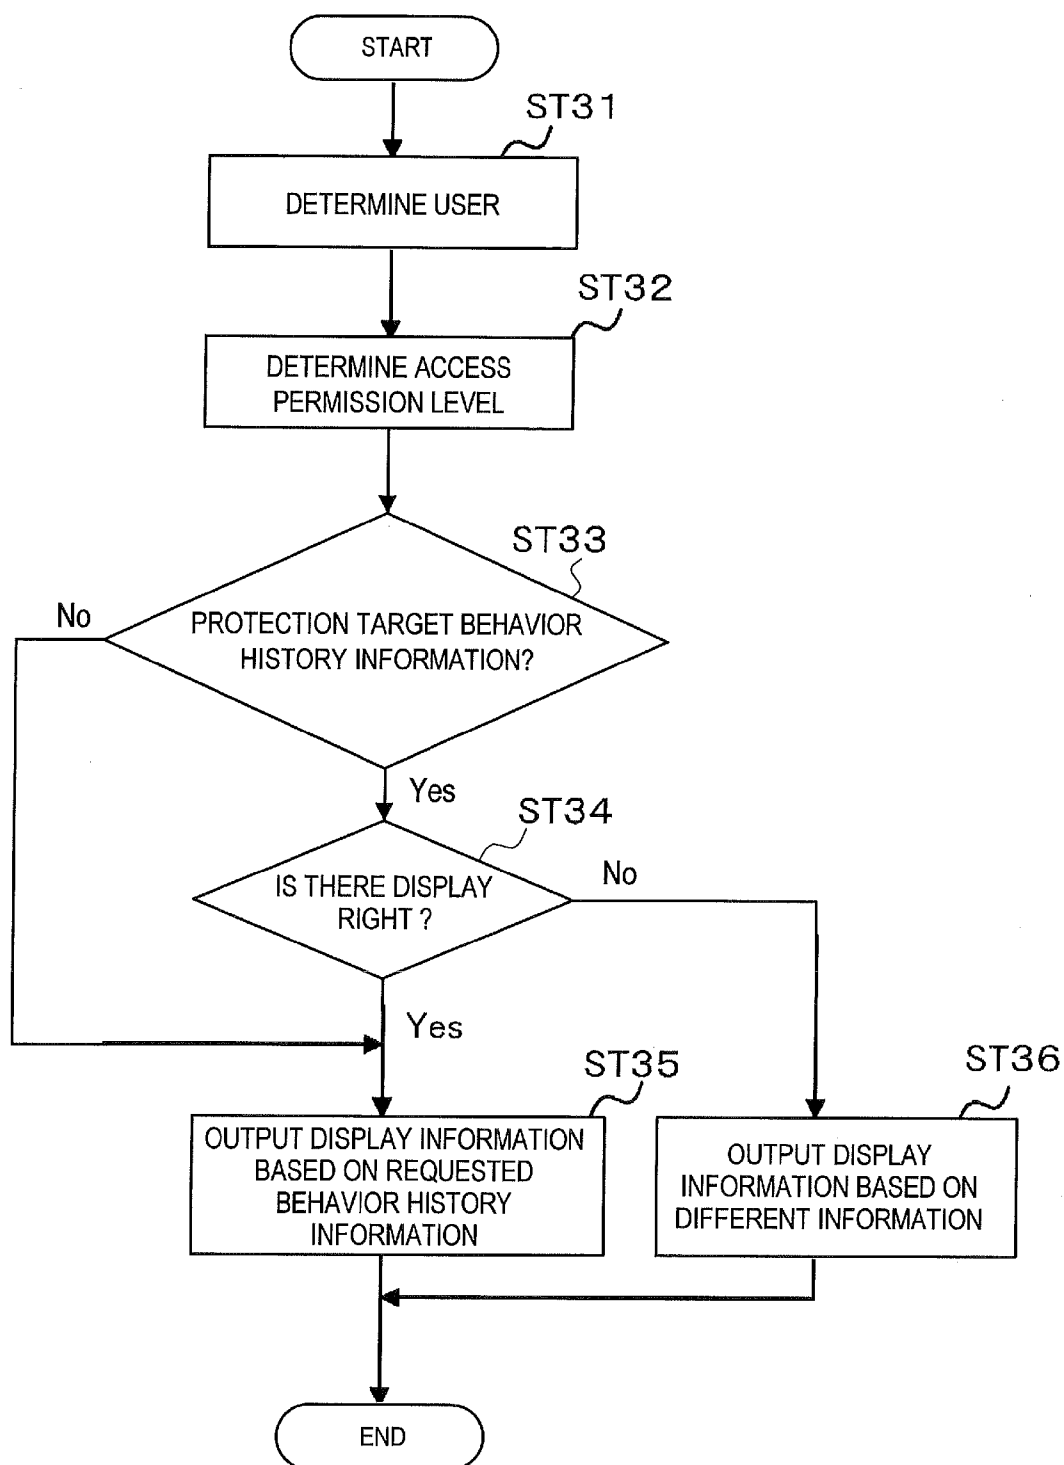 START
ST31
DETERMINE USER
ST32
DETERMINE ACCESS
PERMISSION LEVEL
ST33
No
PROTECTION TARGET BEHAVIOR
HISTORY INFORMATION?
Yes
ST34
IS THERE DISPLAY
RIGHT ?
No
Yes
ST35
OUTPUT DISPLAY INFORMATION
BASED ON REQUESTED
BEHAVIOR HISTORY
INFORMATION
ST36
OUTPUT DISPLAY
INFORMATION BASED ON
DIFFERENT INFORMATION
END